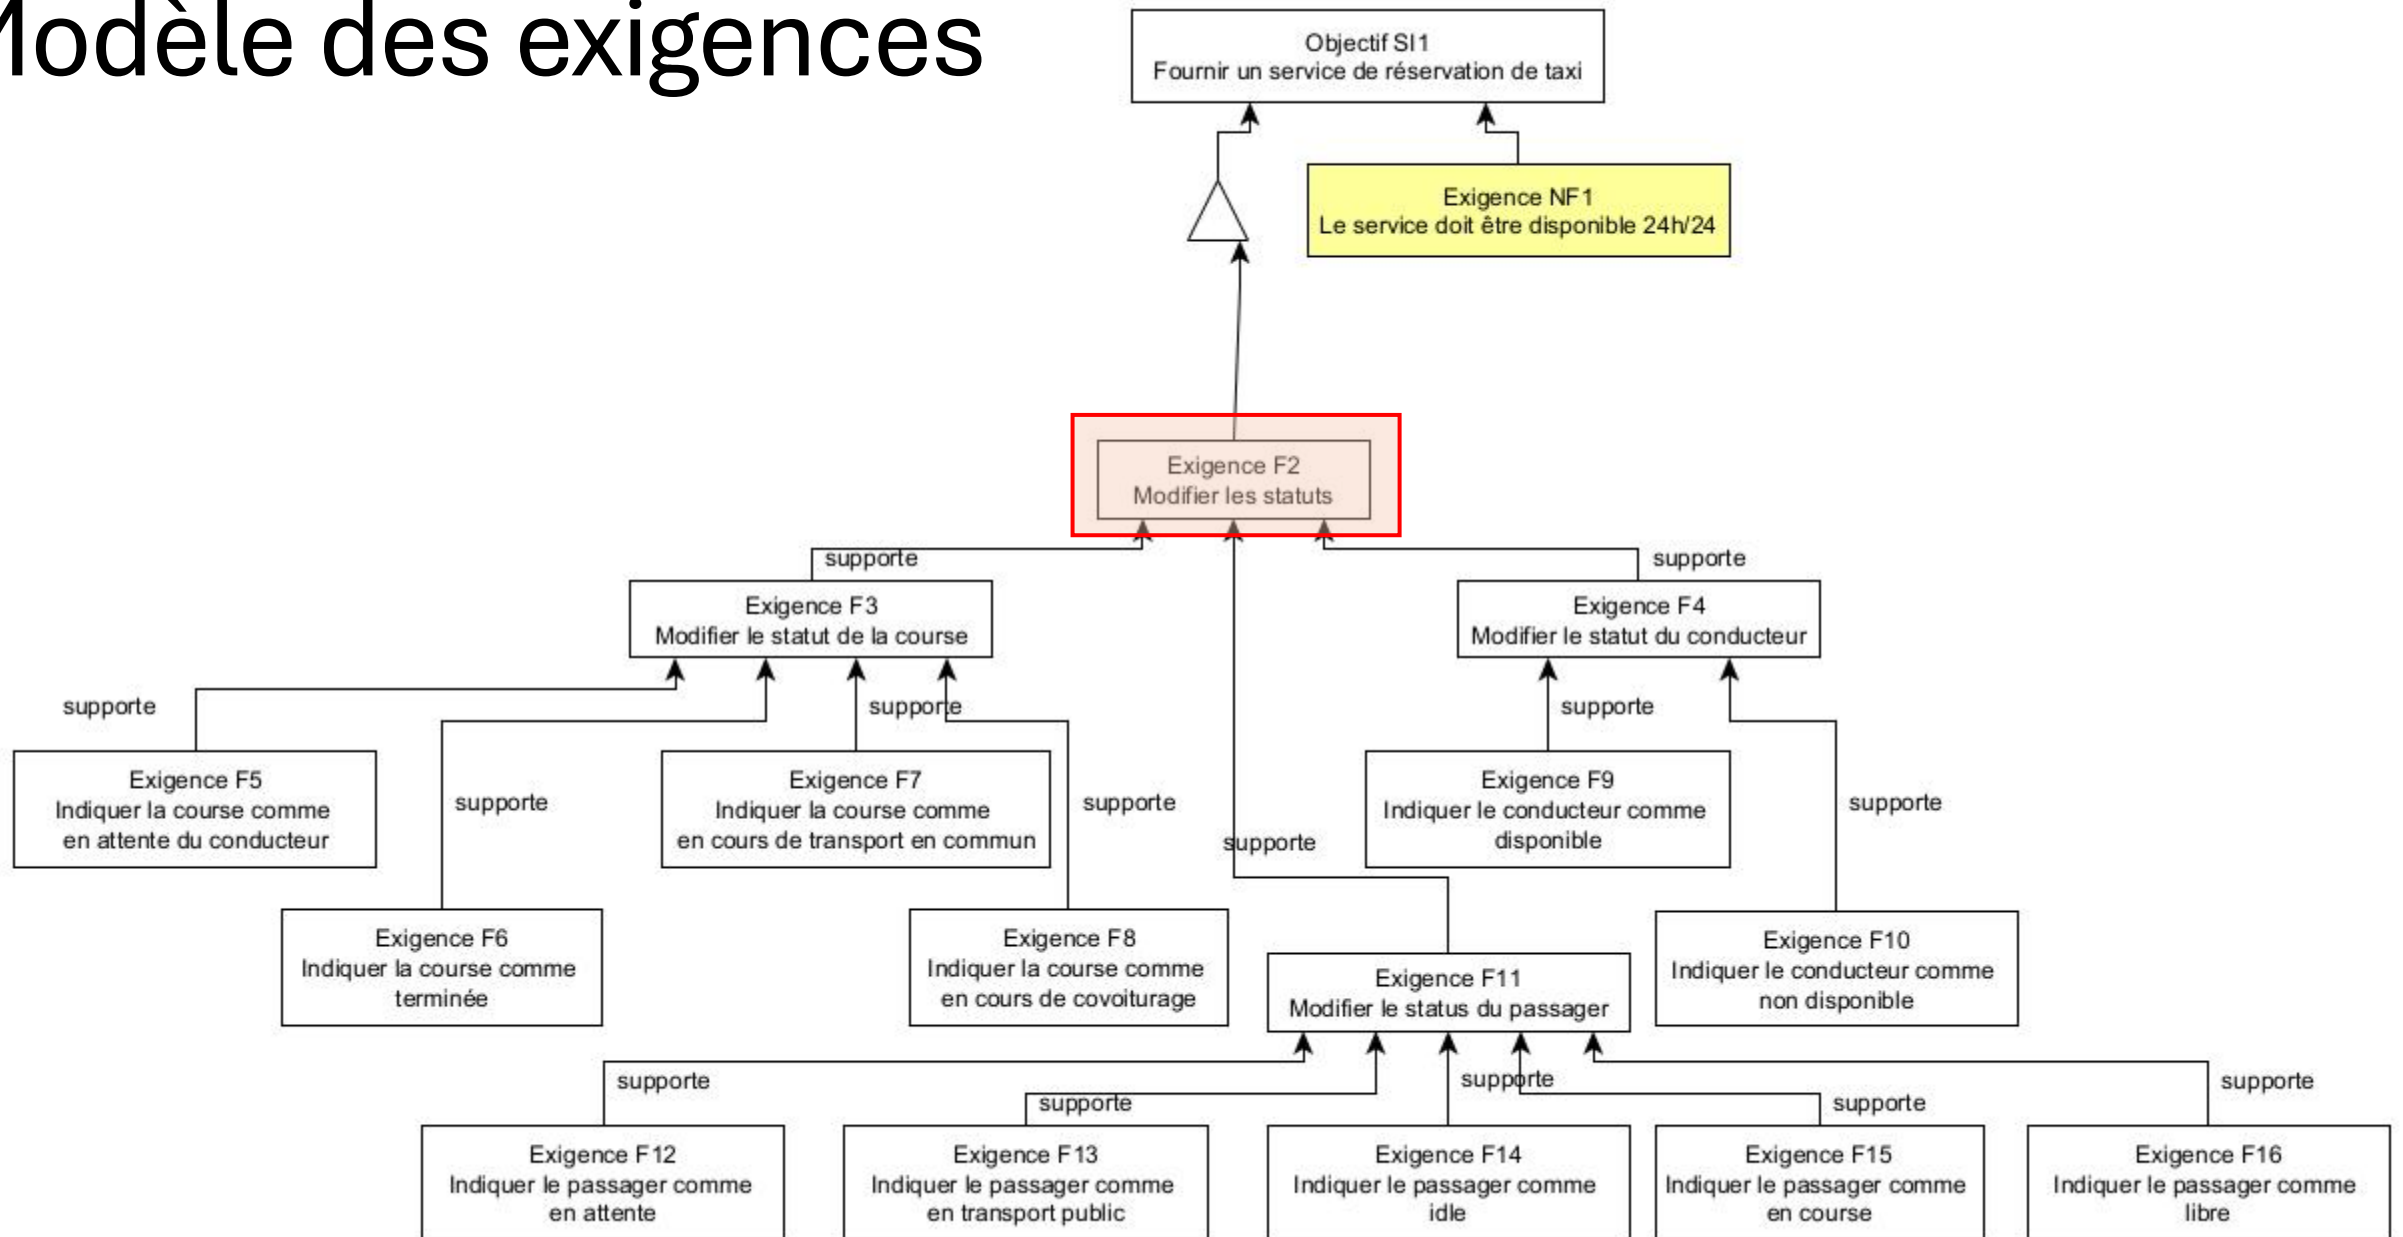 Modèle des exigences
Objectif SI1
Fournir un service de réservation de taxi
Exigence NF1
Le service doit être disponible 24h/24
Exigence F2
Modifier les statuts
supporte
supporte
Exigence F3
Modifier le statut de la course
Exigence F4
Modifier le statut du conducteur
supporte
supporte
supporte
Exigence F5
Indiquer la course comme
en attente du conducteur
supporte
Exigence F7
Indiquer la course comme
en cours de transport en commun
supporte
supporte
Exigence F9
Indiquer le conducteur comme
disponible
supporte
Exigence F6
Indiquer la course comme
terminée
Exigence F8
Indiquer la course comme
en cours de covoiturage
Exigence F11
Modifier le status du passager
Exigence F10
Indiquer le conducteur comme
non disponible
supporte
supporte
supporte
supporte
supporte
Exigence F12
Indiquer le passager comme
en attente
Exigence F13
Indiquer le passager comme
en transport public
Exigence F14
Indiquer le passager comme
idle
Exigence F15
Indiquer le passager comme
en course
Exigence F16
Indiquer le passager comme
libre